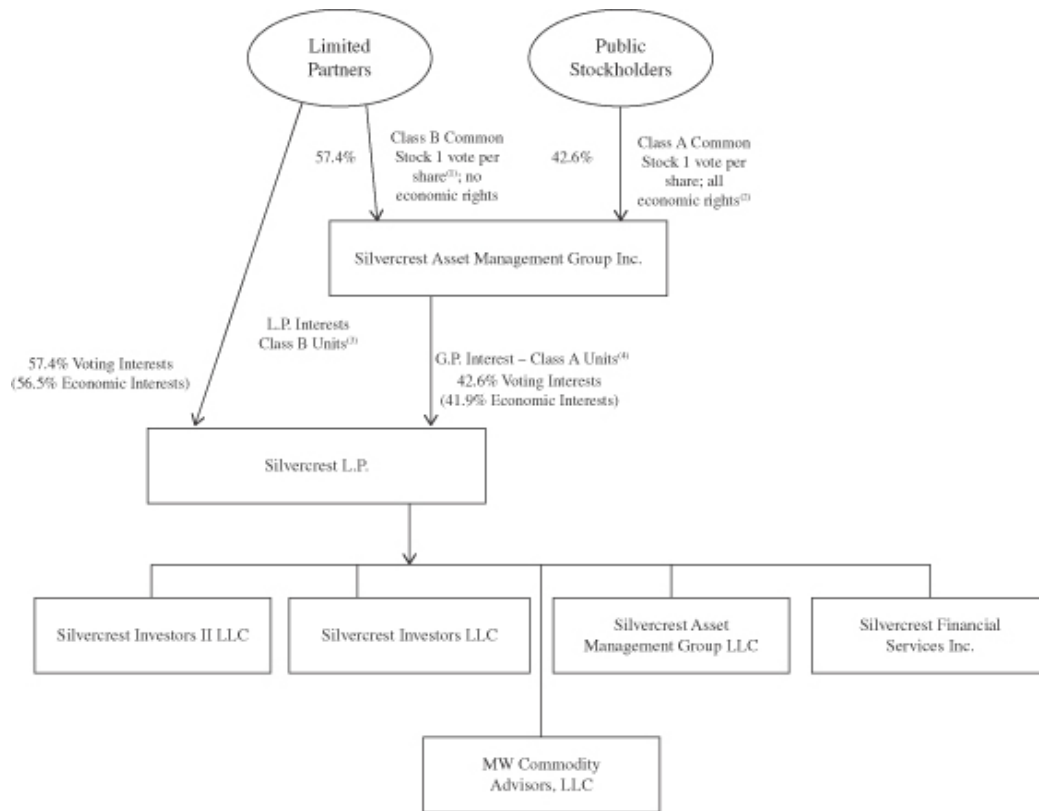 Limited
Partners
Public
Stockholders
57.4%
Class B Common
Stock 1 vote per
share(1); no
economic rights
42.6%
Class A Common
Stock 1 vote per
share; all
economic rights(2)
Silvercrest Asset Management Group Inc.
L.P. Interests
Class B Units(3)
57.4% Voting Interests
(56.5% Economic Interests)
G.P. Interest – Class A Units(4)
42.6% Voting Interests
(41.9% Economic Interests)
Silvercrest L.P.
Silvercrest Investors II LLC
Silvercrest Investors LLC
Silvercrest Asset
Management Group LLC
Silvercrest Financial
Services Inc.
MW Commodity
Advisors, LLC